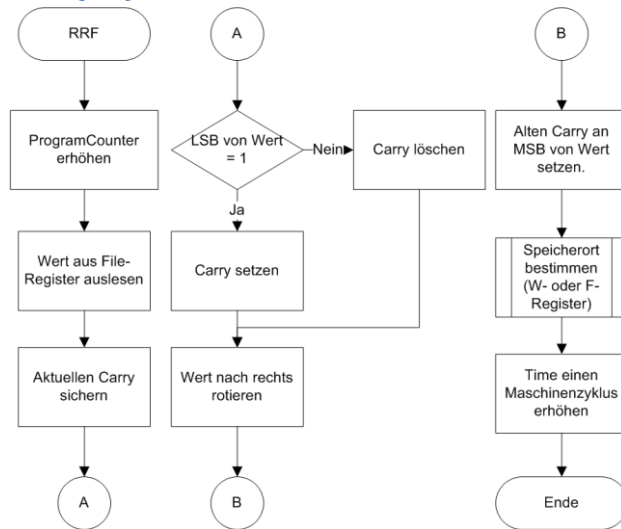 RRF
ProgramCounter
erhöhen
Wert aus File-
Register auslesen
Aktuellen Carry
sichern
A
A
LSB von Wert
= 1
Nein
Carry löschen
Ja
Carry setzen
Wert nach rechts
rotieren
B
B
Alten Carry an
MSB von Wert
setzen.
Speicherort
bestimmen
(W- oder F-
Register)
Time einen
Maschinenzyklus
erhöhen
Ende